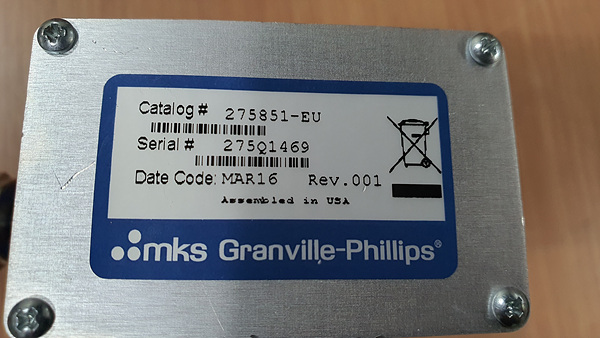 Catalog # 275851-EU
Serial # 275Q1469
Date Code: MAR16 Rev.001
Assembled in USA
mks Granville-Phillips®